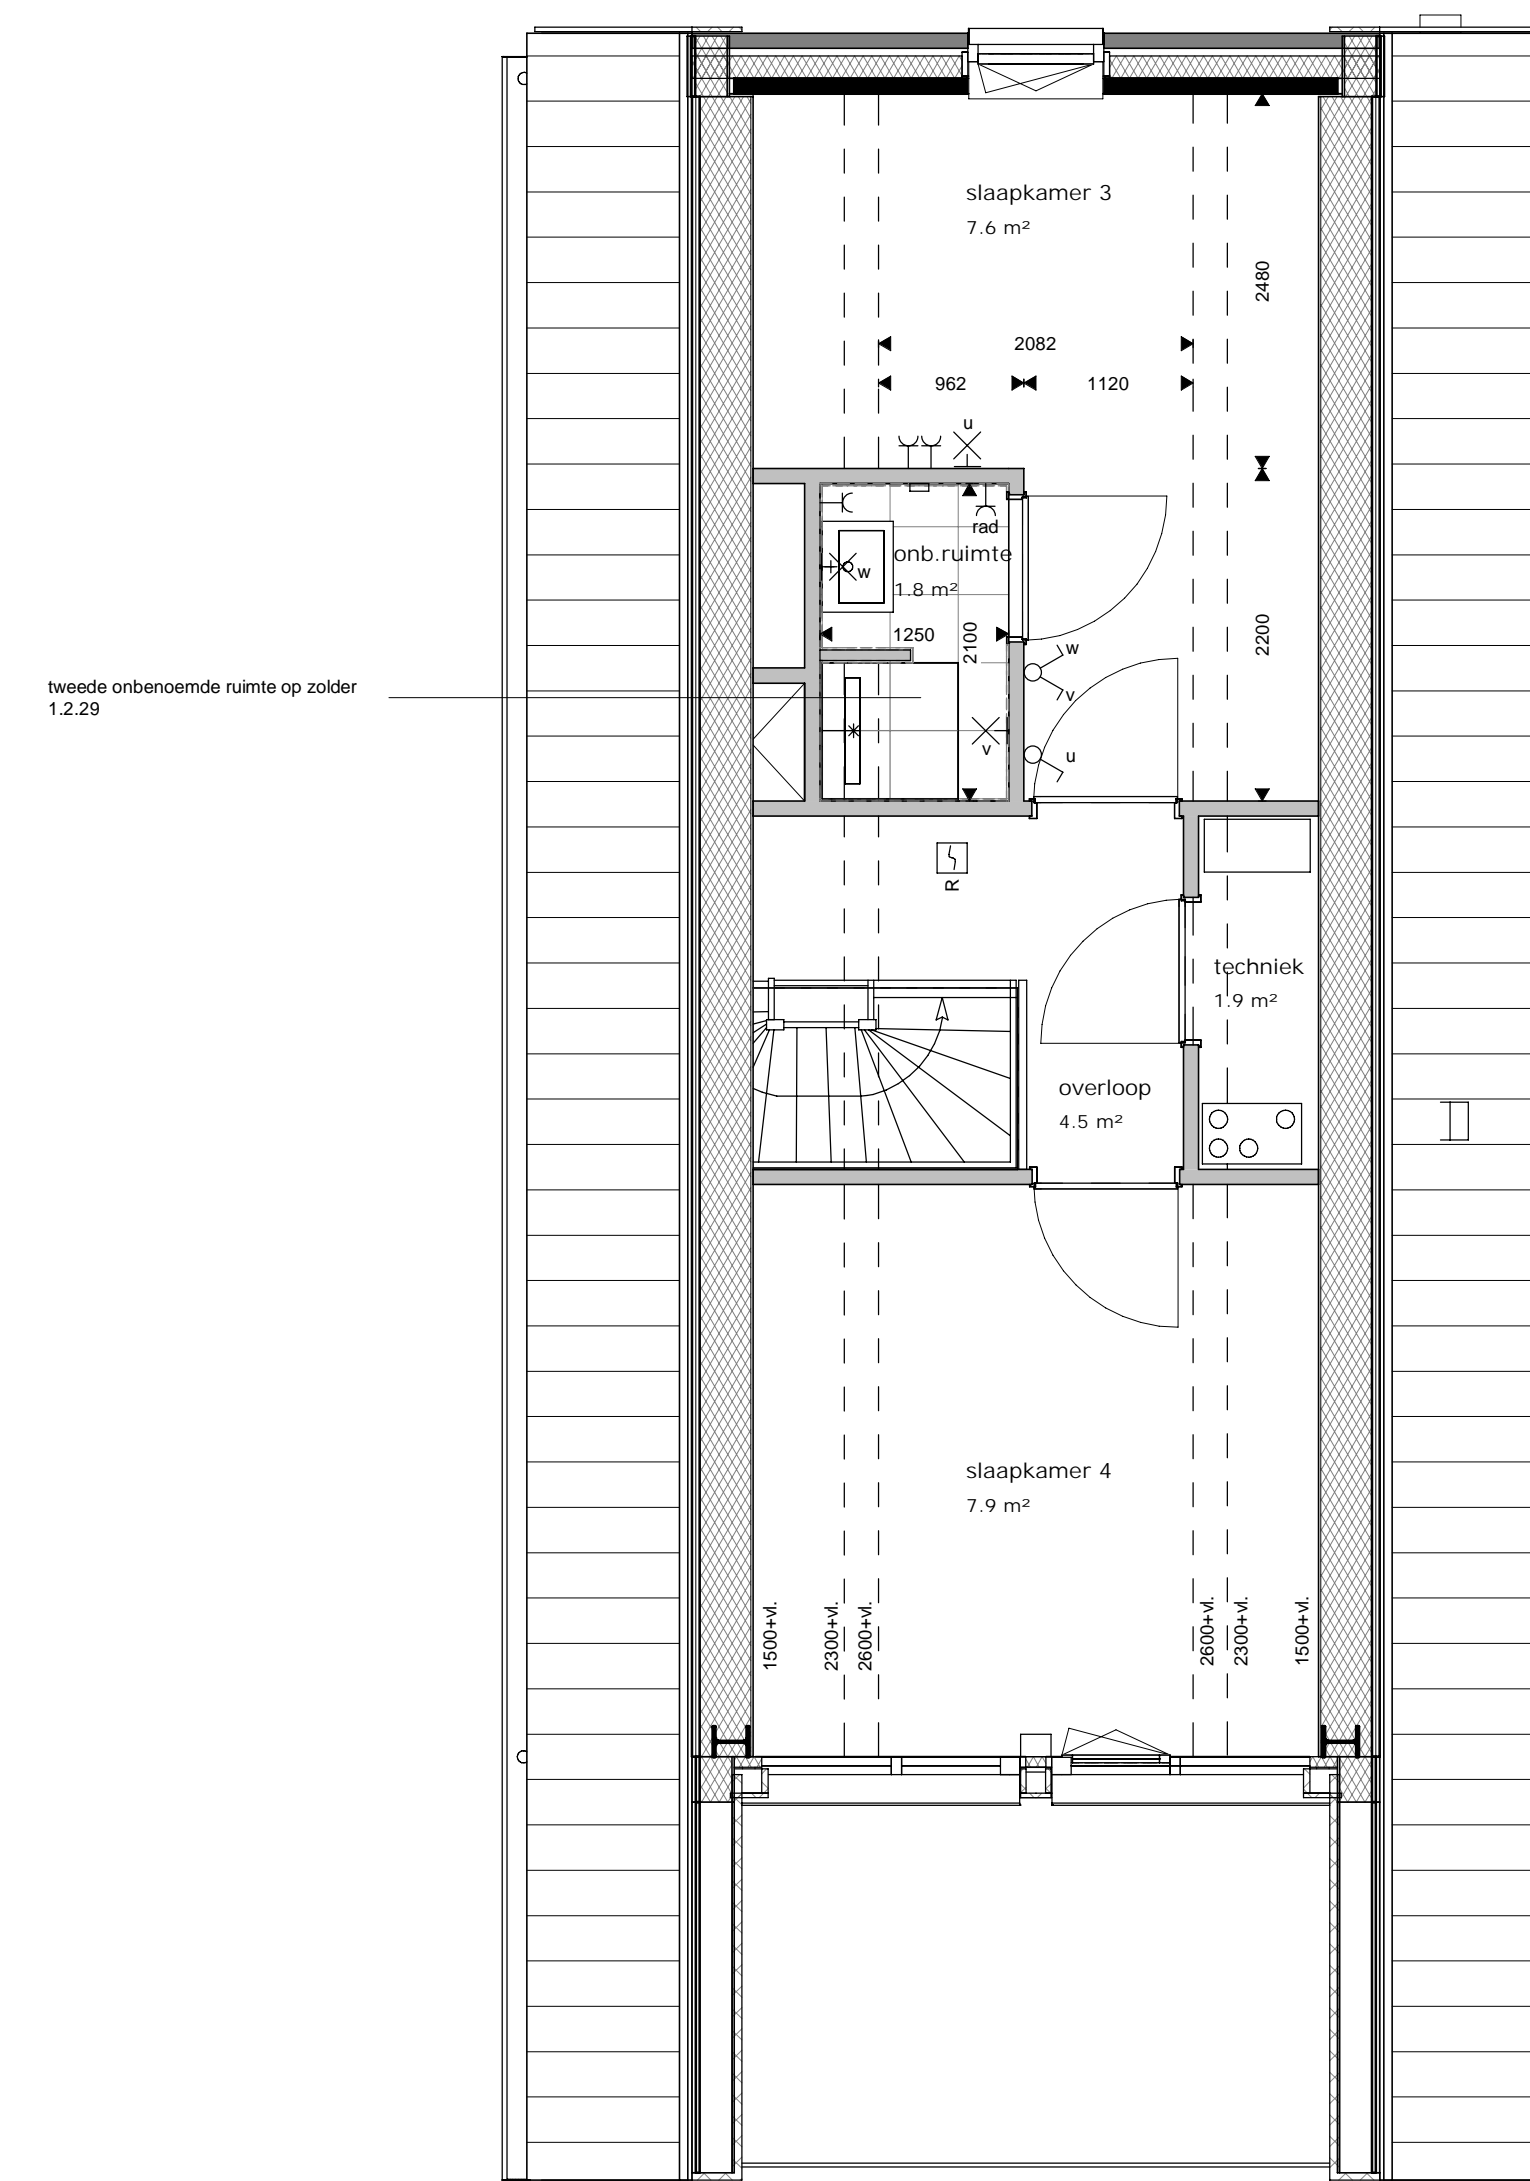 slaapkamer 3
7.6 m²
2480
2082
962
1120
u
rad
onb.ruimte
w
1.8 m²
1250
2100
2200
w
v
tweede onbenoemde ruimte op zolder
1.2.29
v
u
R
techniek
1.9 m²
overloop
4.5 m²
slaapkamer 4
7.9 m²
1500+vl.
2300+vl.
2600+vl.
2600+vl.
2300+vl.
1500+vl.